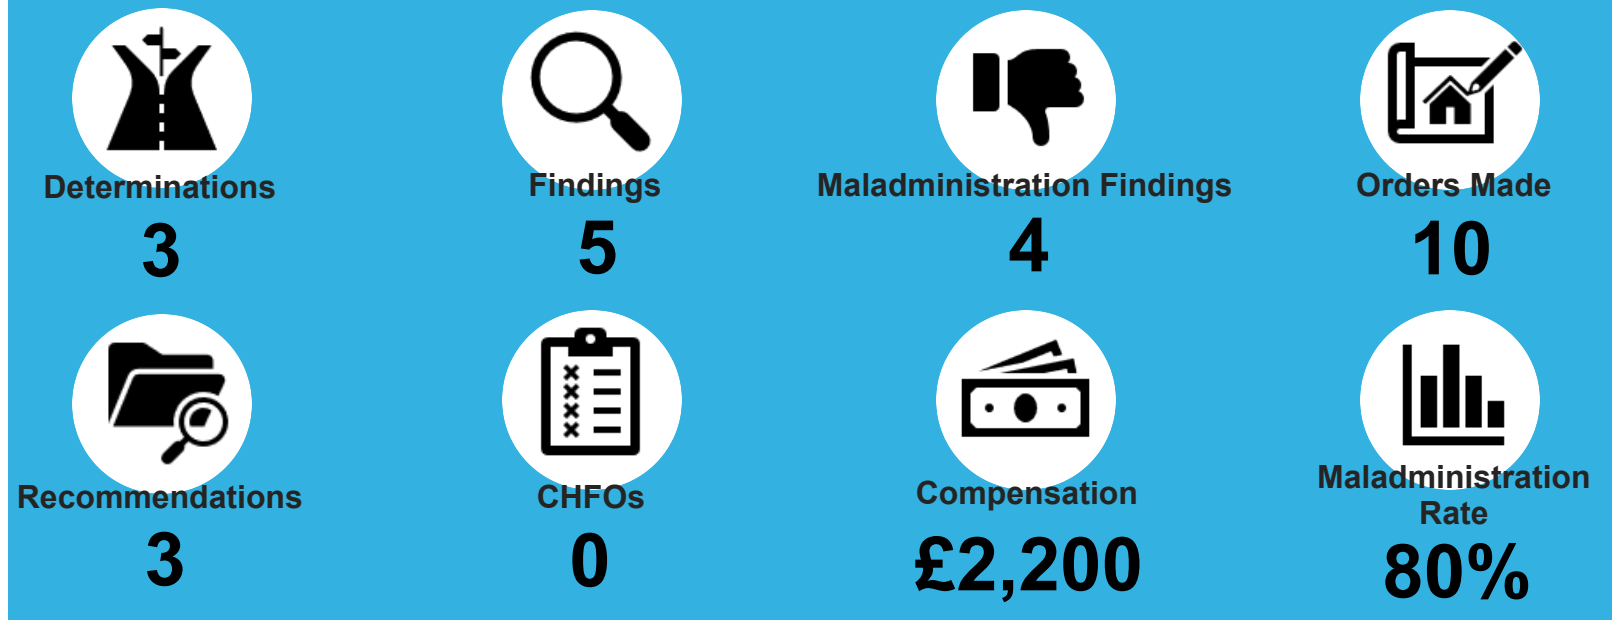 Determinations
3
Findings
5
Maladministration Findings
4
Orders Made
10
Recommendations
3
CHFOs
0
Compensation
£2,200
Maladministration
Rate
80%